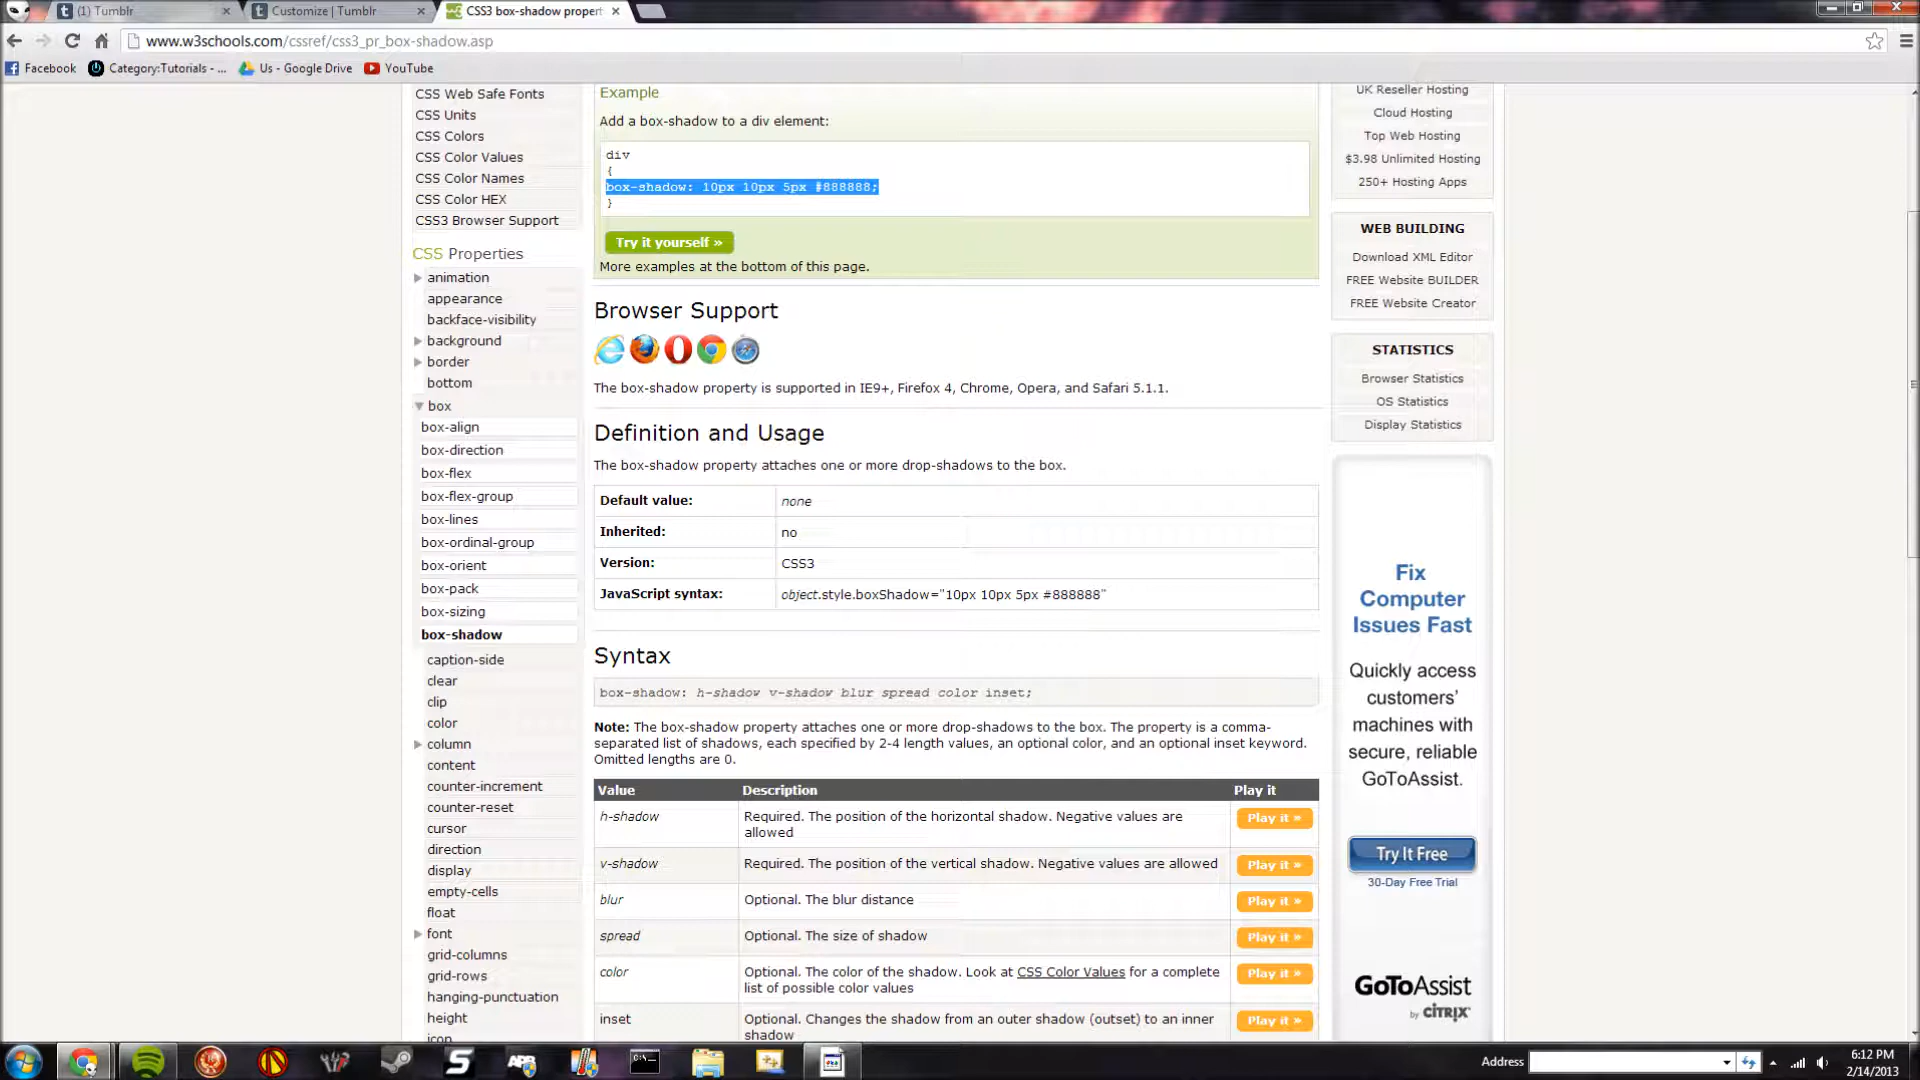 (1) Tumblr
Customize | Tumblr
CSS3 box-shadow propert
www.w3schools.com/cssref/css3_pr_box-shadow.asp
Facebook
Category:Tutorials - ...
Us - Google Drive
YouTube
CSS Web Safe Fonts
CSS Units
CSS Colors
CSS Color Values
CSS Color Names
CSS Color HEX
CSS3 Browser Support
CSS Properties
animation
appearance
backface-visibility
background
border
bottom
box
box-align
box-direction
box-flex
box-flex-group
box-lines
box-ordinal-group
box-orient
box-pack
box-sizing
box-shadow
caption-side
clear
clip
color
column
content
counter-increment
counter-reset
cursor
direction
display
empty-cells
float
font
grid-columns
grid-rows
hanging-punctuation
height
icon
Example
Add a box-shadow to a div element:
div
{
box-shadow: 10px 10px 5px #888888;
}
Try it yourself »
More examples at the bottom of this page.
Browser Support
The box-shadow property is supported in IE9+, Firefox 4, Chrome, Opera, and Safari 5.1.1.
Definition and Usage
The box-shadow property attaches one or more drop-shadows to the box.
Default value: none
Inherited: no
Version: CSS3
JavaScript syntax: object.style.boxShadow="10px 10px 5px #888888"
Syntax
box-shadow: h-shadow v-shadow blur spread color inset;
Note: The box-shadow property attaches one or more drop-shadows to the box. The property is a comma-
separated list of shadows, each specified by 2-4 length values, an optional color, and an optional inset keyword.
Omitted lengths are 0.
Value Description Play it
h-shadow Required. The position of the horizontal shadow. Negative values are Play it »
allowed
v-shadow Required. The position of the vertical shadow. Negative values are allowed Play it »
blur Optional. The blur distance Play it »
spread Optional. The size of shadow Play it »
color Optional. The color of the shadow. Look at CSS Color Values for a complete Play it »
list of possible color values
inset Optional. Changes the shadow from an outer shadow (outset) to an inner Play it »
shadow
UK Reseller Hosting
Cloud Hosting
Top Web Hosting
$3.98 Unlimited Hosting
250+ Hosting Apps
WEB BUILDING
Download XML Editor
FREE Website BUILDER
FREE Website Creator
STATISTICS
Browser Statistics
OS Statistics
Display Statistics
Fix
Computer
Issues Fast
Quickly access
customers’
machines with
secure, reliable
GoToAssist.
Try It Free
30-Day Free Trial
GoToAssist
by CITRIX
APB
C:\
Address
6:12 PM
2/14/2013